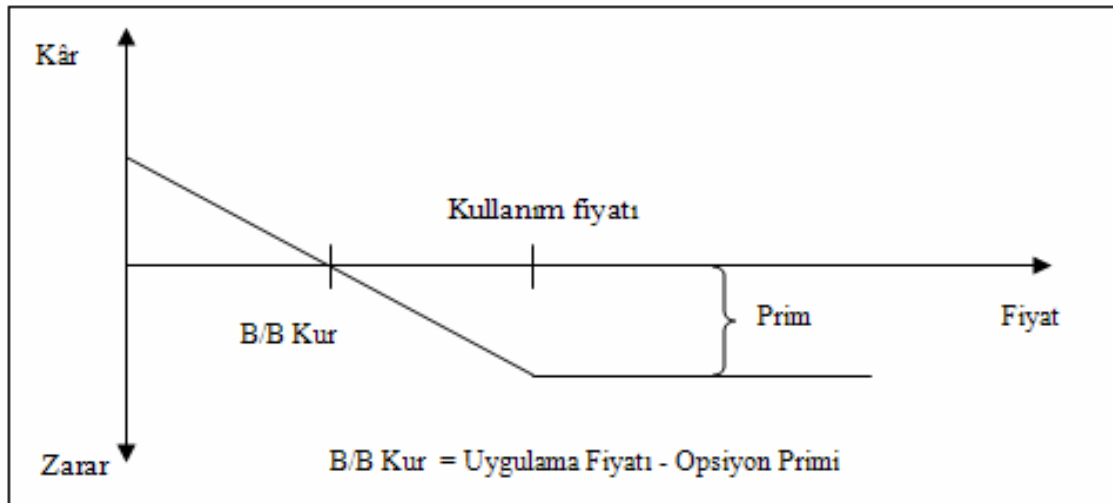 Kâr
Kullanım fiyatı
B/B Kur
Prim
Fiyat
Zarar
B/B Kur = Uygulama Fiyatı - Opsiyon Primi